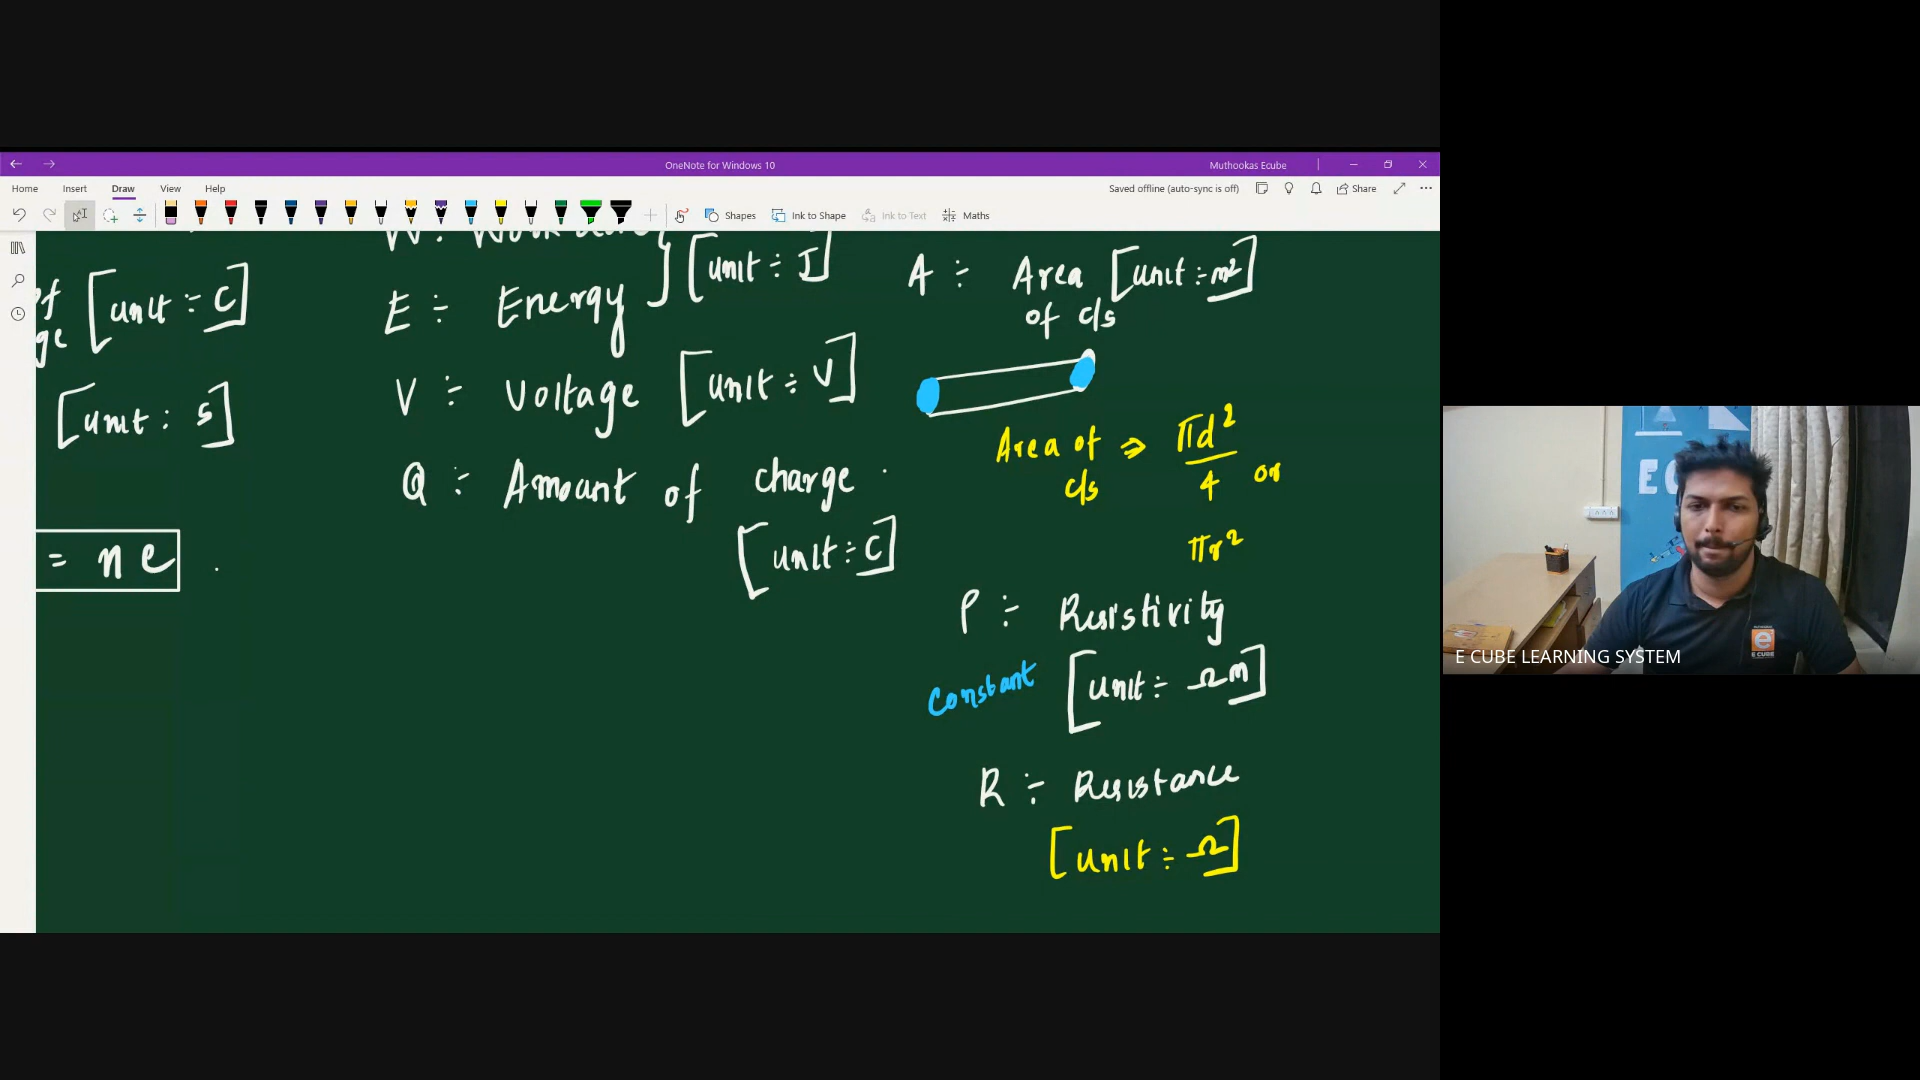 OneNote for Windows 10
Muthookas Ecube
Home Insert Draw View Help
Saved offline (auto-sync is off)
Share
Shapes
Ink to Shape
Ink to Text
Maths
of [unit ÷ C]
ge
[unit : s]
= n e
[unit ÷ J]
E ÷ Energy
V ÷ Voltage [unit ÷ V]
Q ÷ Amount of charge
[unit ÷ C]
A ÷ Area [unit ÷ m²]
of c/s
Area of ⇒ πd²/4 or
c/s
πr²
ρ ÷ Resistivity
Constant [unit ÷ Ωm]
R ÷ Resistance
[unit ÷ Ω]
E CUBE LEARNING SYSTEM